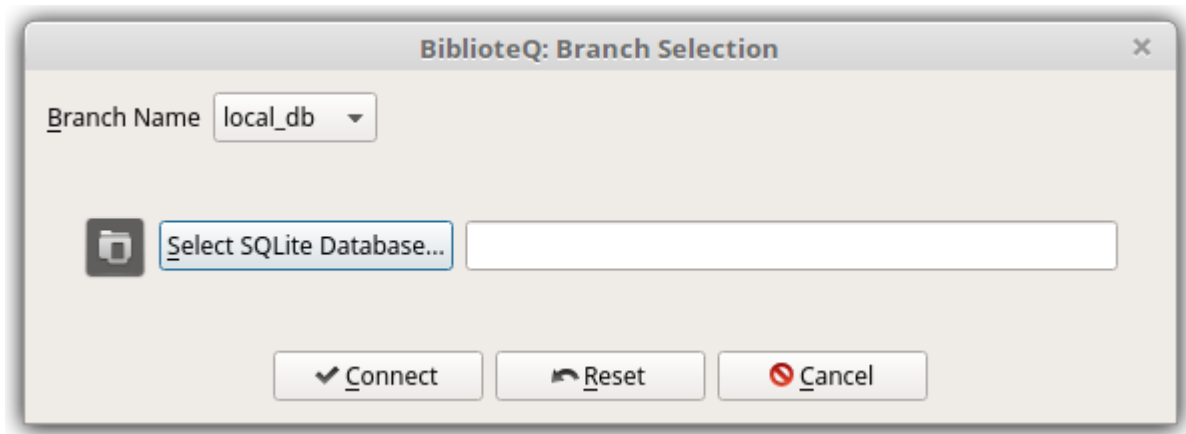 BiblioteQ: Branch Selection
Branch Name local_db
Select SQLite Database...
Connect Reset Cancel